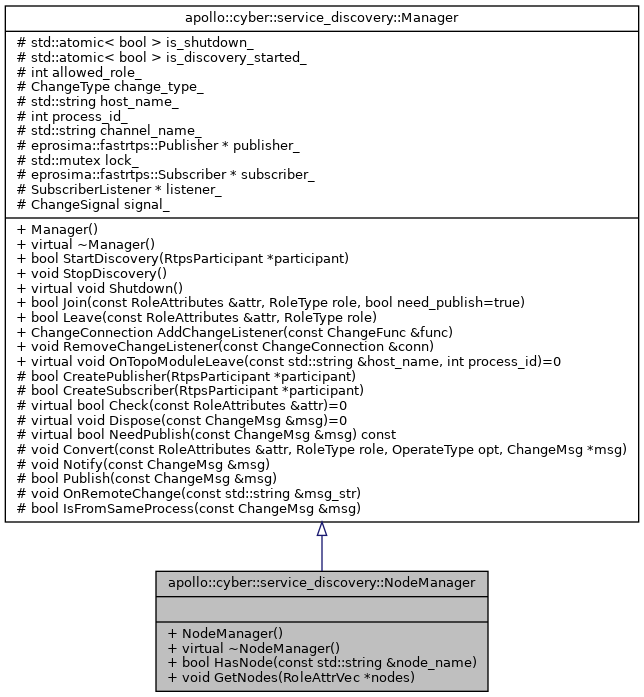 apollo::cyber::service_discovery::Manager
# std::atomic< bool > is_shutdown_
# std::atomic< bool > is_discovery_started_
# int allowed_role_
# ChangeType change_type_
# std::string host_name_
# int process_id_
# std::string channel_name_
# eprosima::fastrtps::Publisher * publisher_
# std::mutex lock_
# eprosima::fastrtps::Subscriber * subscriber_
# SubscriberListener * listener_
# ChangeSignal signal_
+ Manager()
+ virtual ~Manager()
+ bool StartDiscovery(RtpsParticipant *participant)
+ void StopDiscovery()
+ virtual void Shutdown()
+ bool Join(const RoleAttributes &attr, RoleType role, bool need_publish=true)
+ bool Leave(const RoleAttributes &attr, RoleType role)
+ ChangeConnection AddChangeListener(const ChangeFunc &func)
+ void RemoveChangeListener(const ChangeConnection &conn)
+ virtual void OnTopoModuleLeave(const std::string &host_name, int process_id)=0
# bool CreatePublisher(RtpsParticipant *participant)
# bool CreateSubscriber(RtpsParticipant *participant)
# virtual bool Check(const RoleAttributes &attr)=0
# virtual void Dispose(const ChangeMsg &msg)=0
# virtual bool NeedPublish(const ChangeMsg &msg) const
# void Convert(const RoleAttributes &attr, RoleType role, OperateType opt, ChangeMsg *msg)
# void Notify(const ChangeMsg &msg)
# bool Publish(const ChangeMsg &msg)
# void OnRemoteChange(const std::string &msg_str)
# bool IsFromSameProcess(const ChangeMsg &msg)
apollo::cyber::service_discovery::NodeManager
+ NodeManager()
+ virtual ~NodeManager()
+ bool HasNode(const std::string &node_name)
+ void GetNodes(RoleAttrVec *nodes)